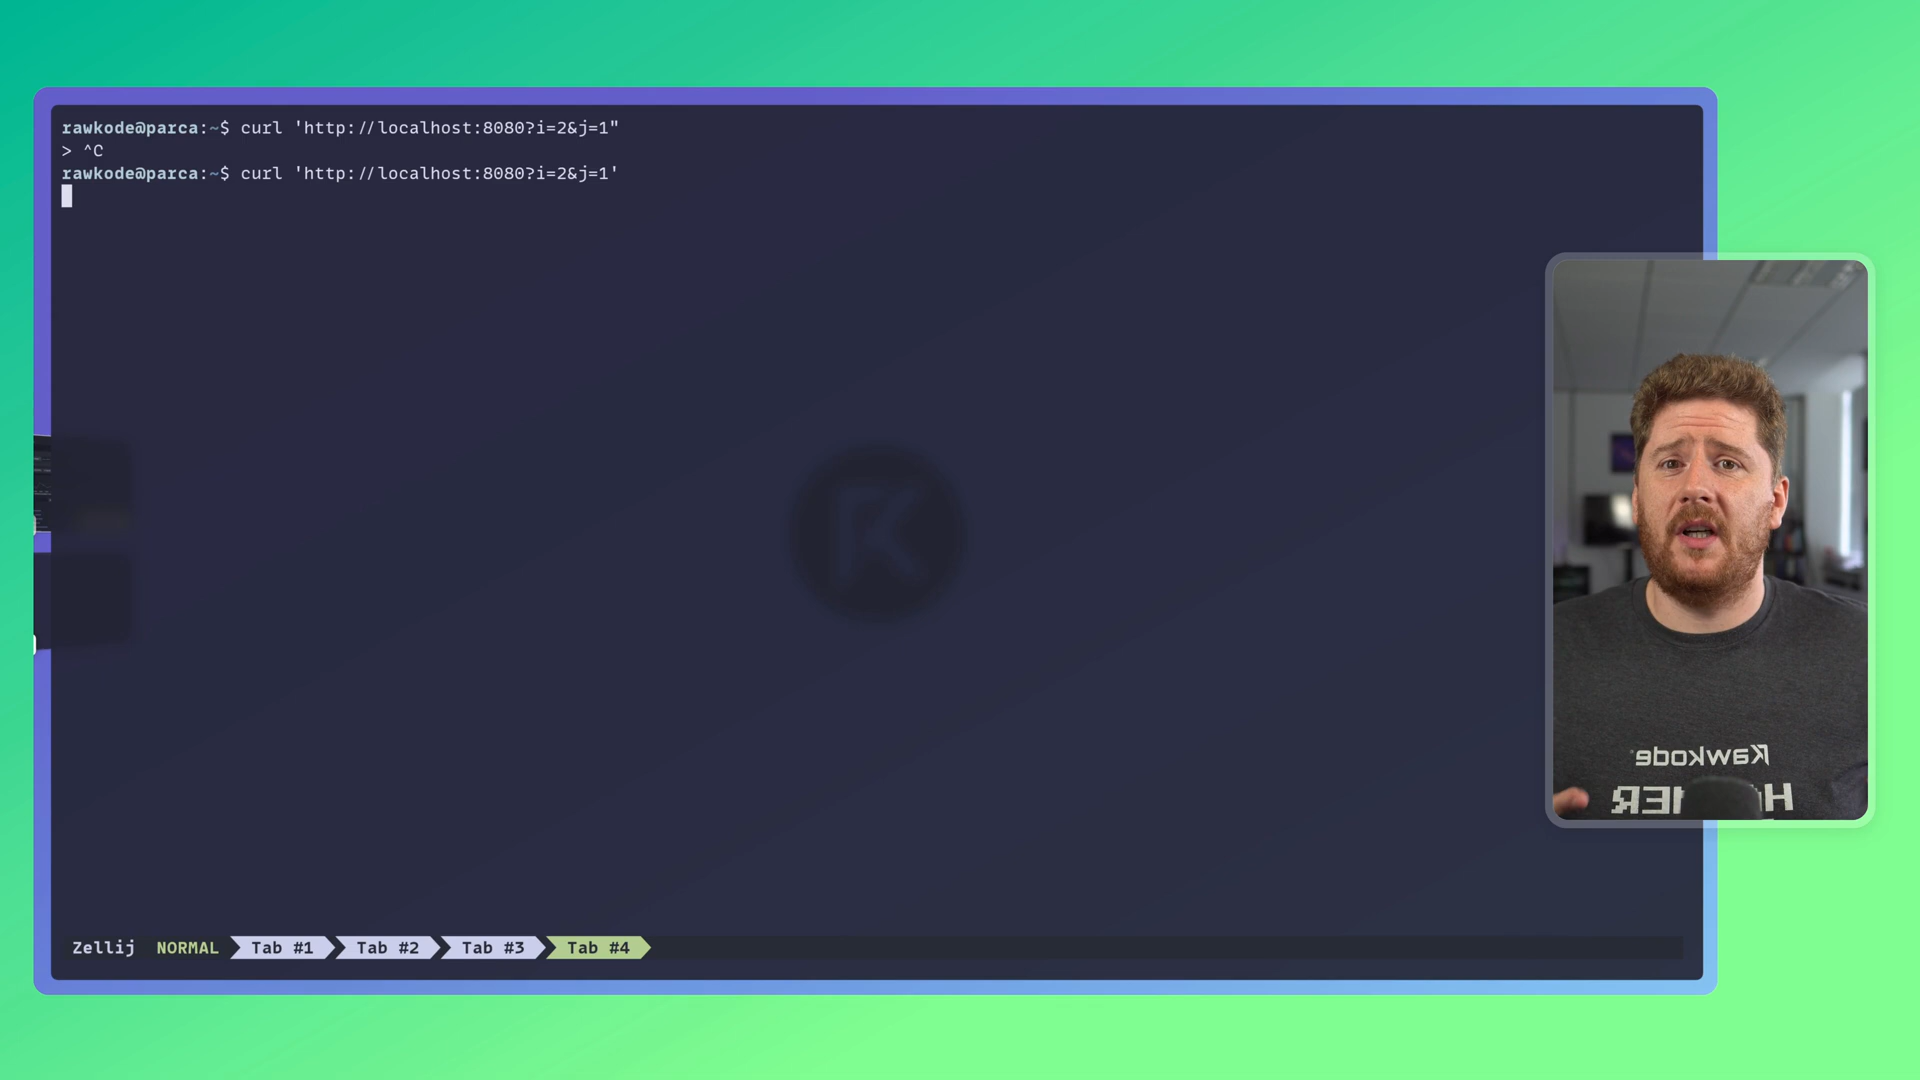 rawkode@parca:~$ curl 'http://localhost:8080?i=2&j=1"
> ^C
rawkode@parca:~$ curl 'http://localhost:8080?i=2&j=1'
Rawkode
Zellij NORMAL Tab #1 Tab #2 Tab #3 Tab #4